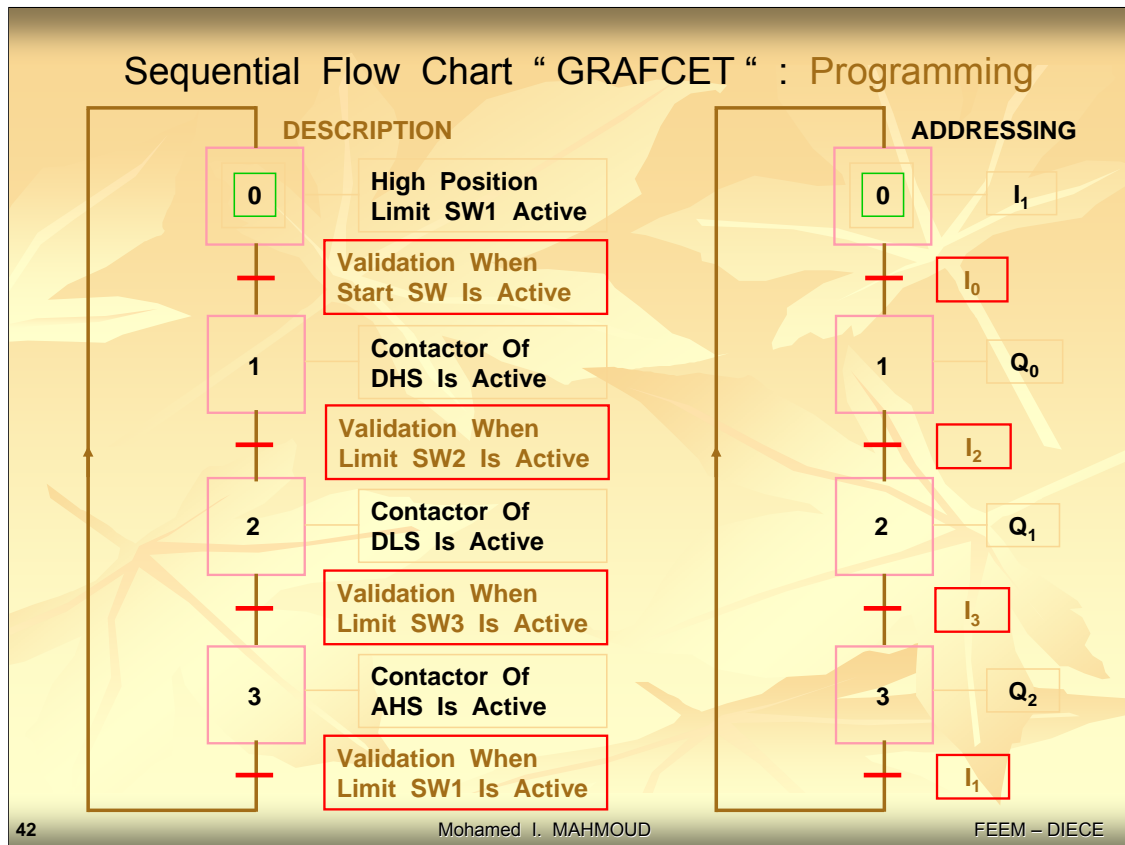 Sequential Flow Chart “ GRAFCET “ : Programming
DESCRIPTION
0
High Position
Limit SW1 Active
Validation When
Start SW Is Active
1
Contactor Of
DHS Is Active
Validation When
Limit SW2 Is Active
2
Contactor Of
DLS Is Active
Validation When
Limit SW3 Is Active
3
Contactor Of
AHS Is Active
Validation When
Limit SW1 Is Active
ADDRESSING
0
I₁
I₀
1
Q₀
I₂
2
Q₁
I₃
3
Q₂
I₁
42
Mohamed I. MAHMOUD
FEEM – DIECE